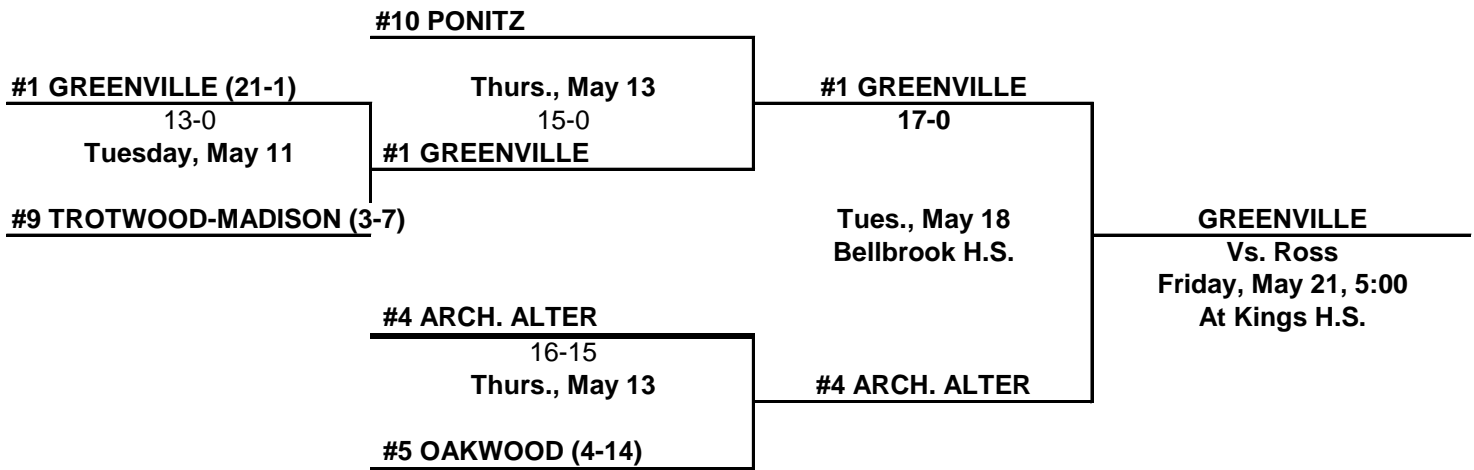 #10 PONITZ
#1 GREENVILLE (21-1)
13-0
Tuesday, May 11
#9 TROTWOOD-MADISON (3-7)
Thurs., May 13
15-0
#1 GREENVILLE
#1 GREENVILLE
17-0
Tues., May 18
Bellbrook H.S.
GREENVILLE
Vs. Ross
Friday, May 21, 5:00
At Kings H.S.
#4 ARCH. ALTER
16-15
Thurs., May 13
#5 OAKWOOD (4-14)
#4 ARCH. ALTER